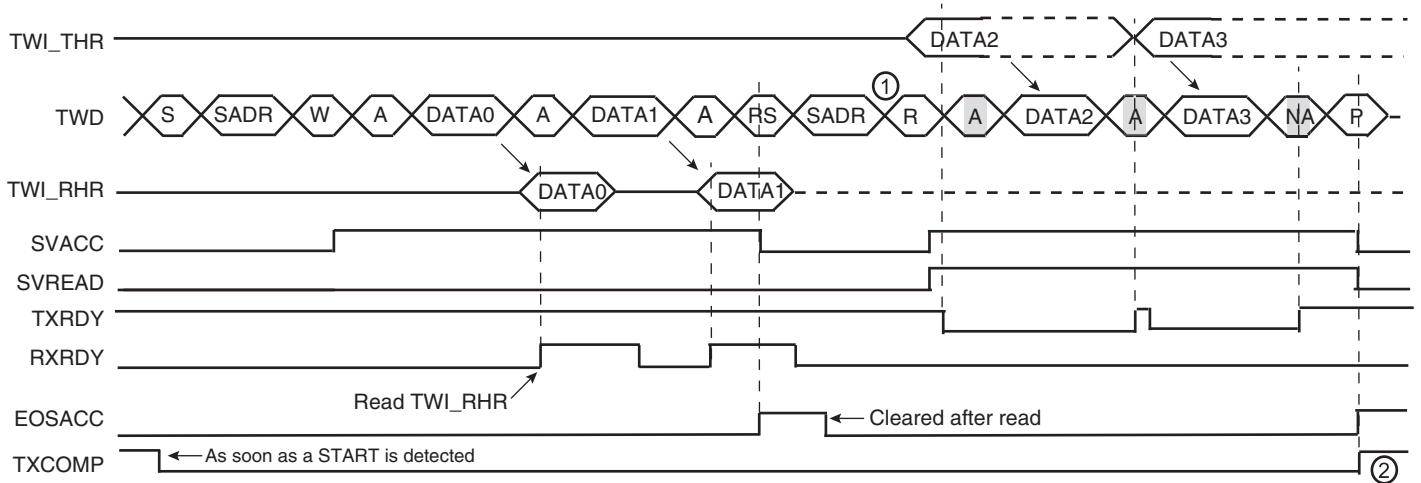 TWI_THR DATA2 DATA3
①
TWD S SADR W A DATA0 A DATA1 A RS SADR R A DATA2 A DATA3 NA P
TWI_RHR DATA0 DATA1
SVACC
SVREAD
TXRDY
RXRDY
Read TWI_RHR
EOSACC Cleared after read
TXCOMP As soon as a START is detected ②